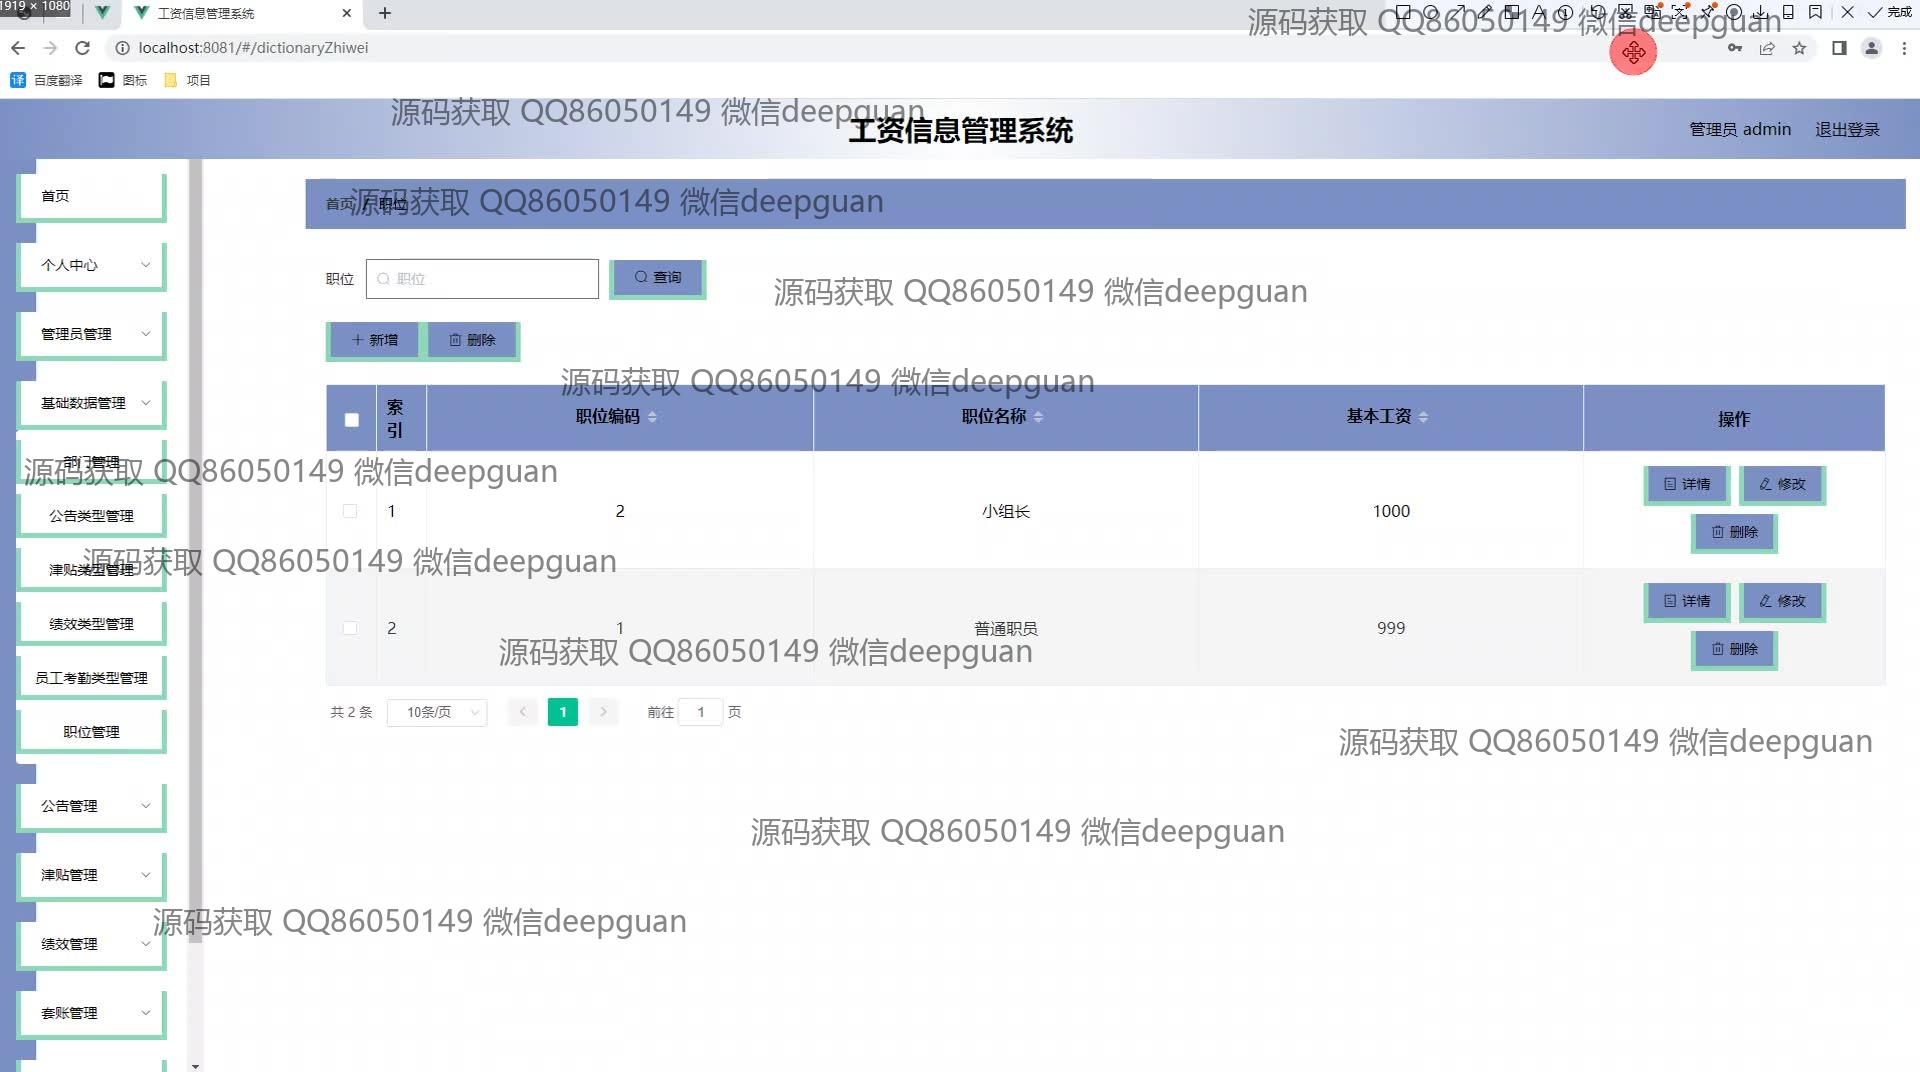 1919 × 1080
工资信息管理系统
完成
源码获取 QQ86050149 微信deepguan
localhost:8081/#/dictionaryZhiwei
百度翻译 图标 项目
源码获取 QQ86050149 微信deepguan
工资信息管理系统
管理员 admin 退出登录
首页
首页 / 职位
源码获取 QQ86050149 微信deepguan
个人中心
职位 职位 查询
源码获取 QQ86050149 微信deepguan
管理员管理
新增 删除
源码获取 QQ86050149 微信deepguan
基础数据管理
索引 职位编码 职位名称 基本工资 操作
部门管理
源码获取 QQ86050149 微信deepguan
公告类型管理
1 2 小组长 1000 详情 修改
删除
津贴类型管理
源码获取 QQ86050149 微信deepguan
绩效类型管理
2 1 普通职员 999 详情 修改
删除
源码获取 QQ86050149 微信deepguan
员工考勤类型管理
职位管理
共 2 条 10条/页 1 前往 1 页
源码获取 QQ86050149 微信deepguan
公告管理
源码获取 QQ86050149 微信deepguan
津贴管理
源码获取 QQ86050149 微信deepguan
绩效管理
套账管理